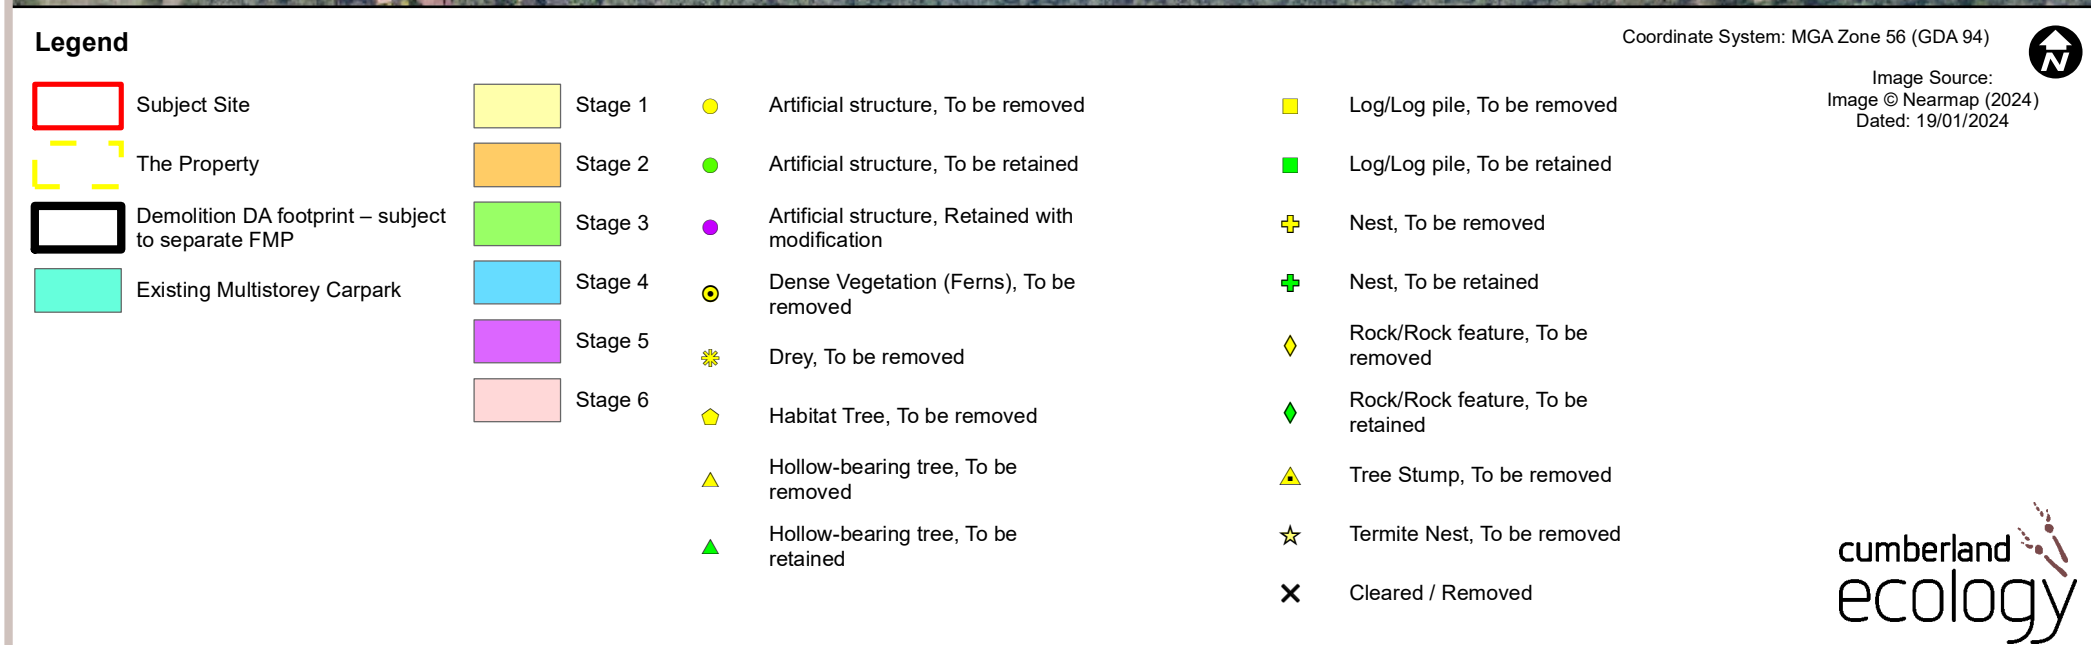 Legend
Subject Site
The Property
Demolition DA footprint – subject
to separate FMP
Existing Multistorey Carpark
Stage 1
Stage 2
Stage 3
Stage 4
Stage 5
Stage 6
Artificial structure, To be removed
Artificial structure, To be retained
Artificial structure, Retained with
modification
Dense Vegetation (Ferns), To be
removed
Drey, To be removed
Habitat Tree, To be removed
Hollow-bearing tree, To be
removed
Hollow-bearing tree, To be
retained
Log/Log pile, To be removed
Log/Log pile, To be retained
Nest, To be removed
Nest, To be retained
Rock/Rock feature, To be
removed
Rock/Rock feature, To be
retained
Tree Stump, To be removed
Termite Nest, To be removed
Cleared / Removed
Coordinate System: MGA Zone 56 (GDA 94)
N
Image Source:
Image © Nearmap (2024)
Dated: 19/01/2024
cumberland
ecology